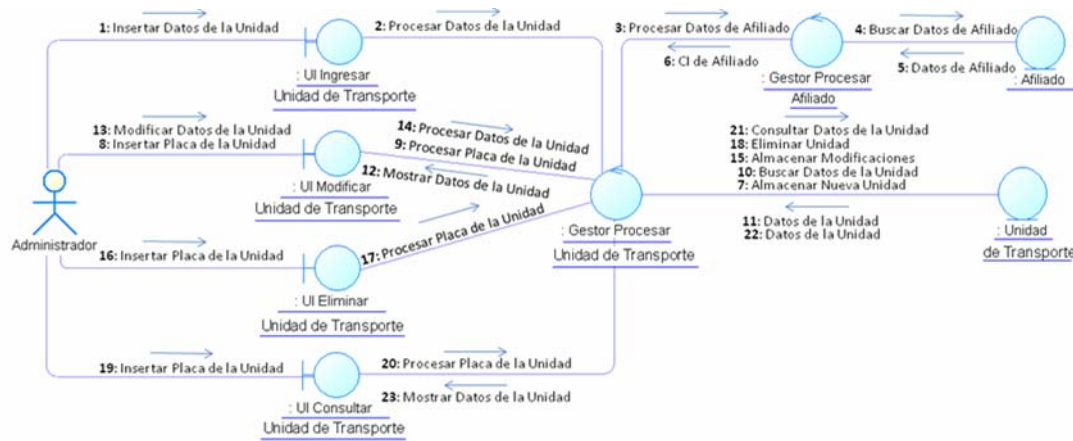 1: Insertar Datos de la Unidad
2: Procesar Datos de la Unidad
3: Procesar Datos de Afiliado
6: CI de Afiliado
4: Buscar Datos de Afiliado
5: Datos de Afiliado
: UI Ingresar
Unidad de Transporte
: Gestor Procesar
Afiliado
: Afiliado
13: Modificar Datos de la Unidad
8: Insertar Placa de la Unidad
14: Procesar Datos de la Unidad
9: Procesar Placa de la Unidad
12: Mostrar Datos de la Unidad
21: Consultar Datos de la Unidad
18: Eliminar Unidad
15: Almacenar Modificaciones
10: Buscar Datos de la Unidad
7: Almacenar Nueva Unidad
: UI Modificar
Unidad de Transporte
11: Datos de la Unidad
22: Datos de la Unidad
Administrador
: Gestor Procesar
Unidad de Transporte
: Unidad
de Transporte
16: Insertar Placa de la Unidad
17: Procesar Placa de la Unidad
: UI Eliminar
Unidad de Transporte
19: Insertar Placa de la Unidad
20: Procesar Placa de la Unidad
23: Mostrar Datos de la Unidad
: UI Consultar
Unidad de Transporte